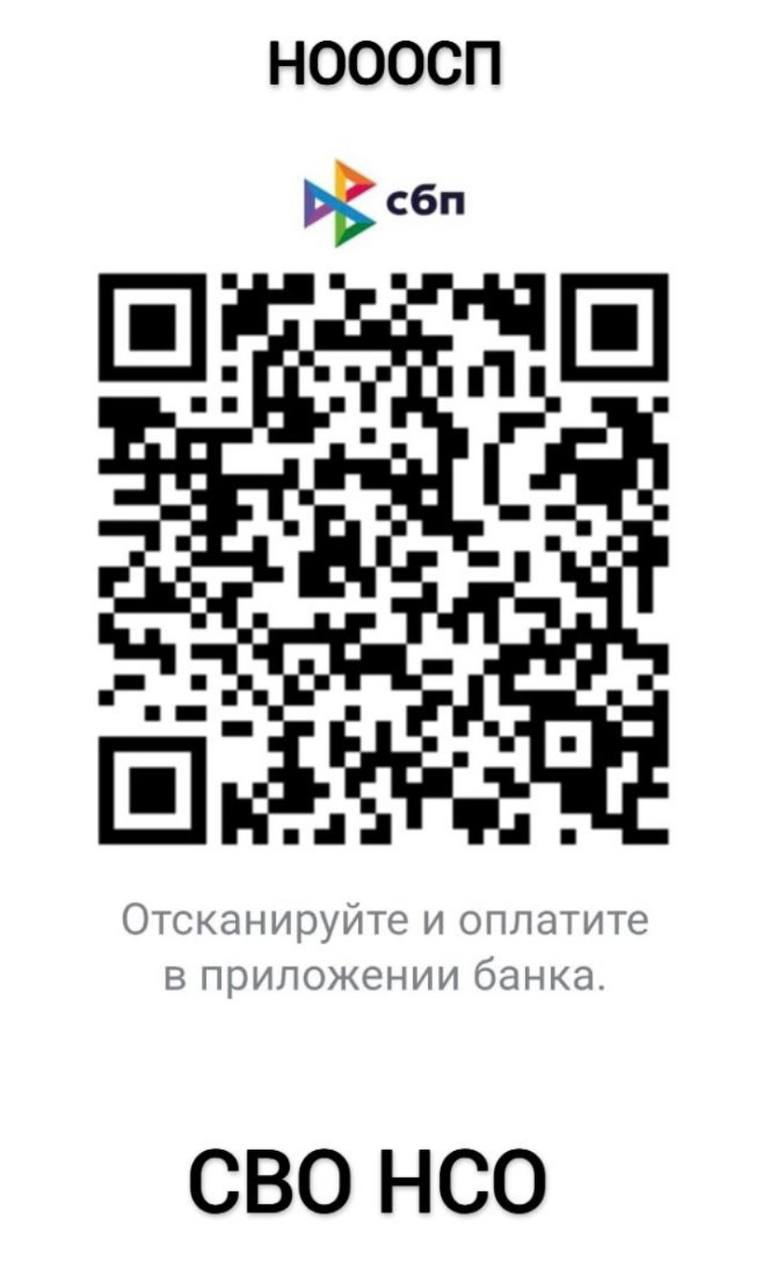 НОООСП
сбп
Отсканируйте и оплатите
в приложении банка.
СВО НСО